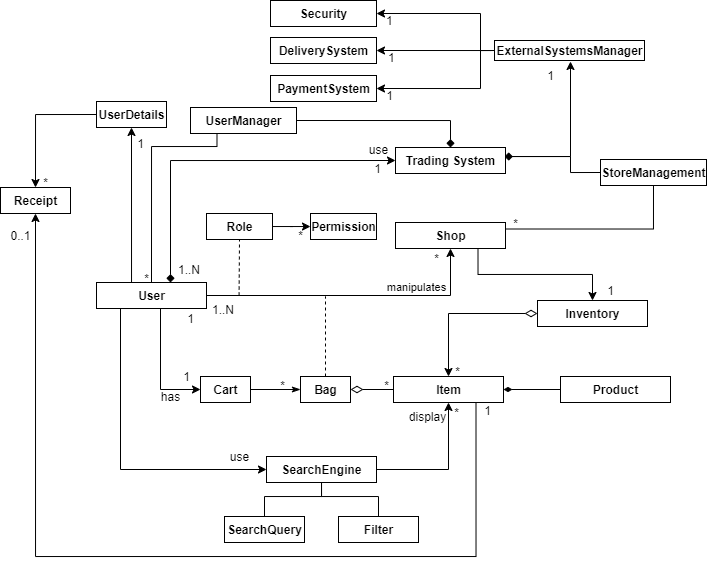 Security
1
DeliverySystem
1
ExternalSystemsManager
1
PaymentSystem
1
UserDetails
UserManager
1
use
1
Trading System
StoreManagement
*
Receipt
0..1
Role
*
Permission
Shop
*
*
*
1..N
User
1
1..N
manipulates
1
Inventory
*
1
has
Cart
*
Bag
*
Item
Product
display
*
1
use
SearchEngine
SearchQuery
Filter